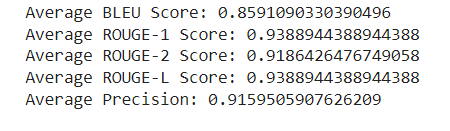 Average BLEU Score: 0.8591090330390496
Average ROUGE-1 Score: 0.9388944388944388
Average ROUGE-2 Score: 0.9186426476749058
Average ROUGE-L Score: 0.9388944388944388
Average Precision: 0.9159505907626209